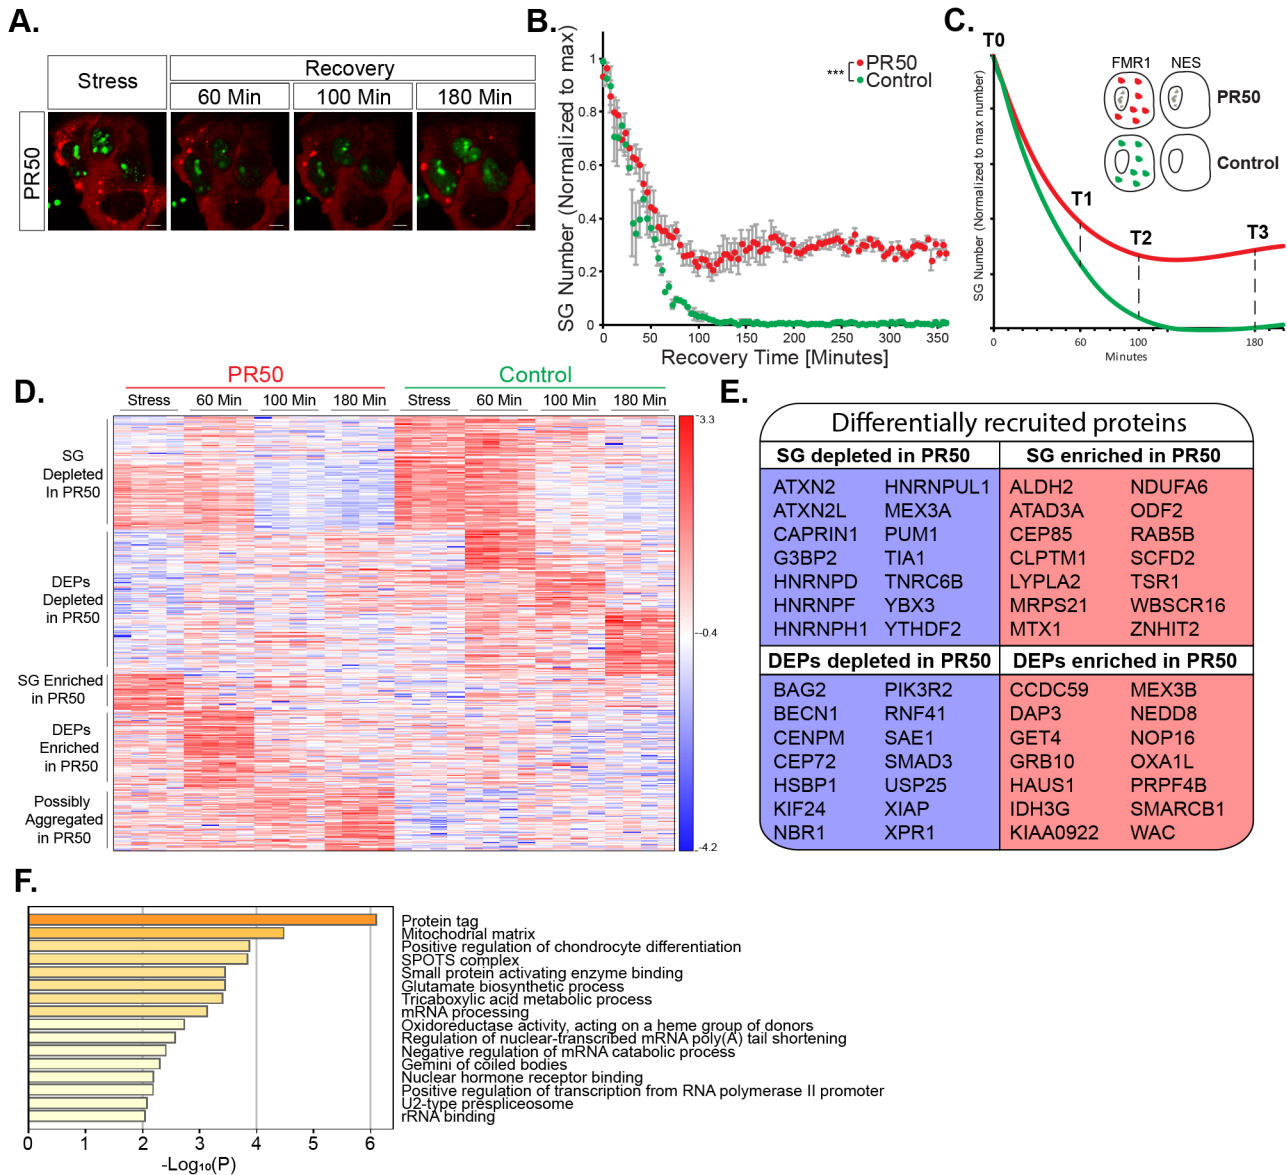 A.
Stress
Recovery
60 Min
100 Min
180 Min
PR50
B.
SG Number (Normalized to max)
1
0.8
0.6
0.4
0.2
0
0
50
100
150
200
250
300
350
Recovery Time [Minutes]
***
PR50
Control
C.
T0
T1
T2
T3
FMR1
NES
PR50
Control
SG Number (Normalized to max number)
0
60
100
180
Minutes
D.
PR50
Control
Stress
60 Min
100 Min
180 Min
Stress
60 Min
100 Min
180 Min
SG
Depleted
In PR50
DEPs
Depleted
in PR50
SG Enriched
in PR50
DEPs
Enriched
in PR50
Possibly
Aggregated
in PR50
3.3
-0.4
-4.2
E.
Differentially recruited proteins
SG depleted in PR50
SG enriched in PR50
ATXN2 HNRNPUL1 ALDH2 NDUFA6
ATXN2L MEX3A ATAD3A ODF2
CAPRIN1 PUM1 CEP85 RAB5B
G3BP2 TIA1 CLPTM1 SCFD2
HNRNPD TNRC6B LYPLA2 TSR1
HNRNPF YBX3 MRPS21 WBSCR16
HNRNPH1 YTHDF2 MTX1 ZNHIT2
DEPs depleted in PR50
DEPs enriched in PR50
BAG2 PIK3R2 CCDC59 MEX3B
BECN1 RNF41 DAP3 NEDD8
CENPM SAE1 GET4 NOP16
CEP72 SMAD3 GRB10 OXA1L
HSBP1 USP25 HAUS1 PRPF4B
KIF24 XIAP IDH3G SMARCB1
NBR1 XPR1 KIAA0922 WAC
F.
Protein tag
Mitochodrial matrix
Positive regulation of chondrocyte differentiation
SPOTS complex
Small protein activating enzyme binding
Glutamate biosynthetic process
Tricaboxylic acid metabolic process
mRNA processing
Oxidoreductase activity, acting on a heme group of donors
Regulation of nuclear-transcribed mRNA poly(A) tail shortening
Negative regulation of mRNA catabolic process
Gemini of coiled bodies
Nuclear hormone receptor binding
Positive regulation of transcription from RNA polymerase II promoter
U2-type prespliceosome
rRNA binding
0
1
2
3
4
5
6
-Log₁₀(P)